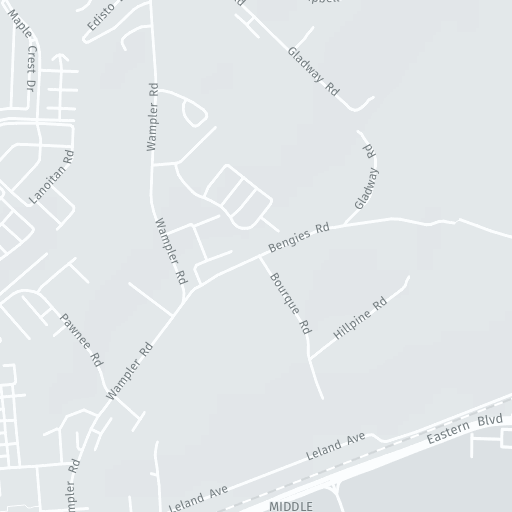 Edisto
Maple Crest Dr
Gladway Rd
Wampler Rd
Rd
Gladway
Lanoitan Rd
Bengies Rd
Wampler Rd
Bourque Rd
Hillpine Rd
Pawnee Rd
Wampler Rd
Eastern Blvd
Leland Ave
Leland Ave
MIDDLE